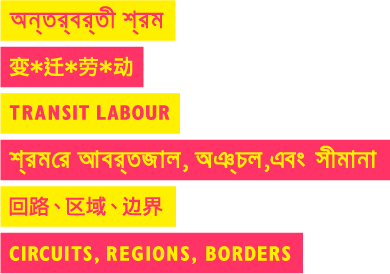 অন্তর্বর্তী শ্রম
变*迁*劳*动
TRANSIT LABOUR
শ্রমের আবর্তজাল, অঞ্চল,এবং সীমানা
回路、区域、边界
CIRCUITS, REGIONS, BORDERS